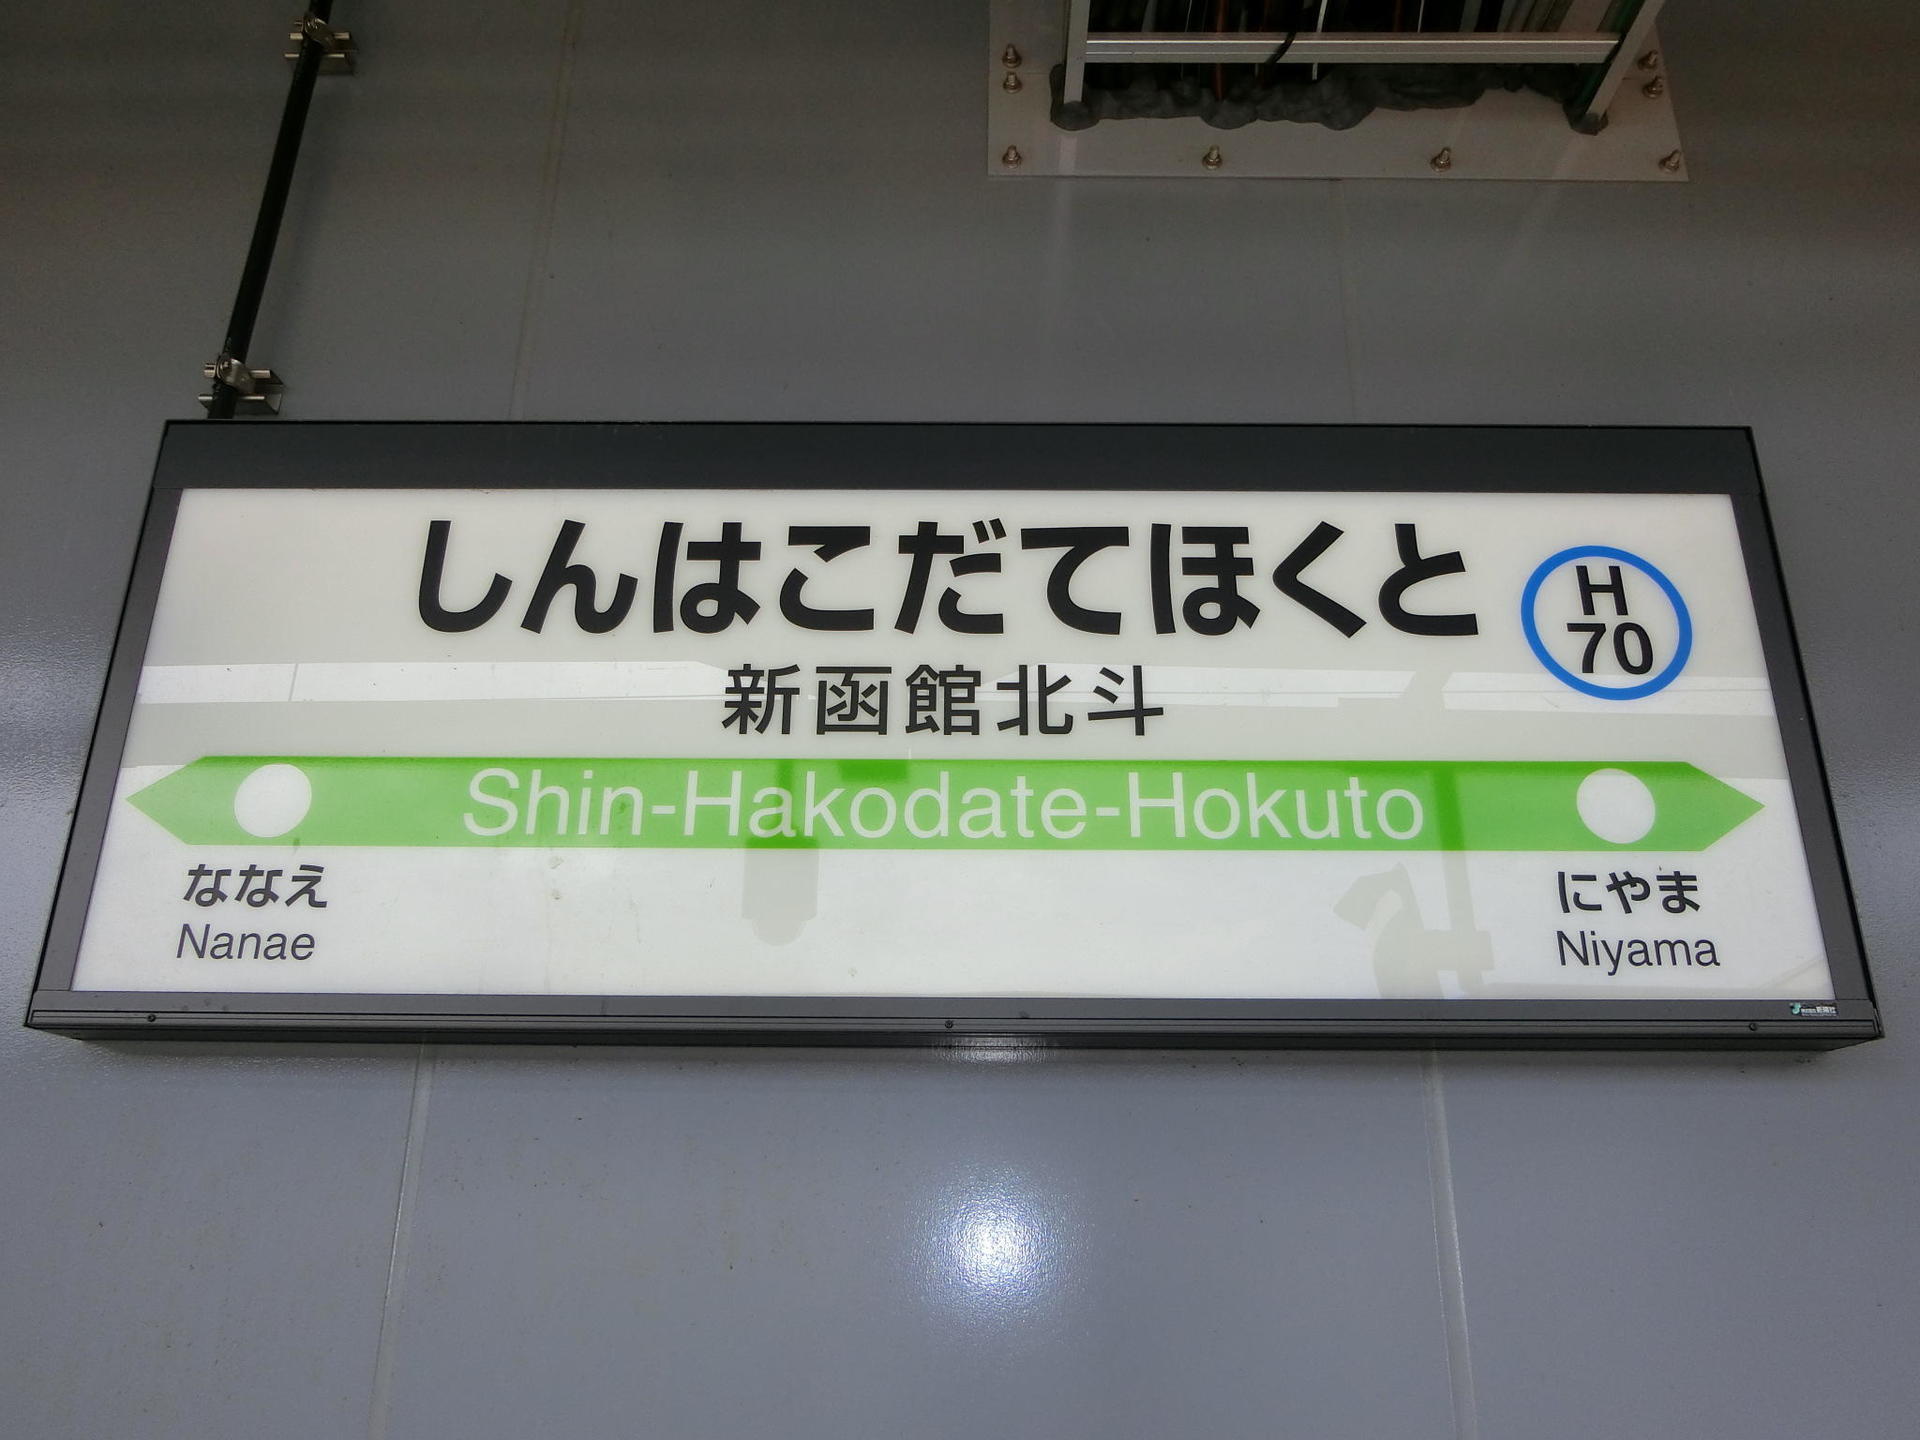 しんはこだてほくと
H
70
新函館北斗
Shin-Hakodate-Hokuto
ななえ
Nanae
にやま
Niyama